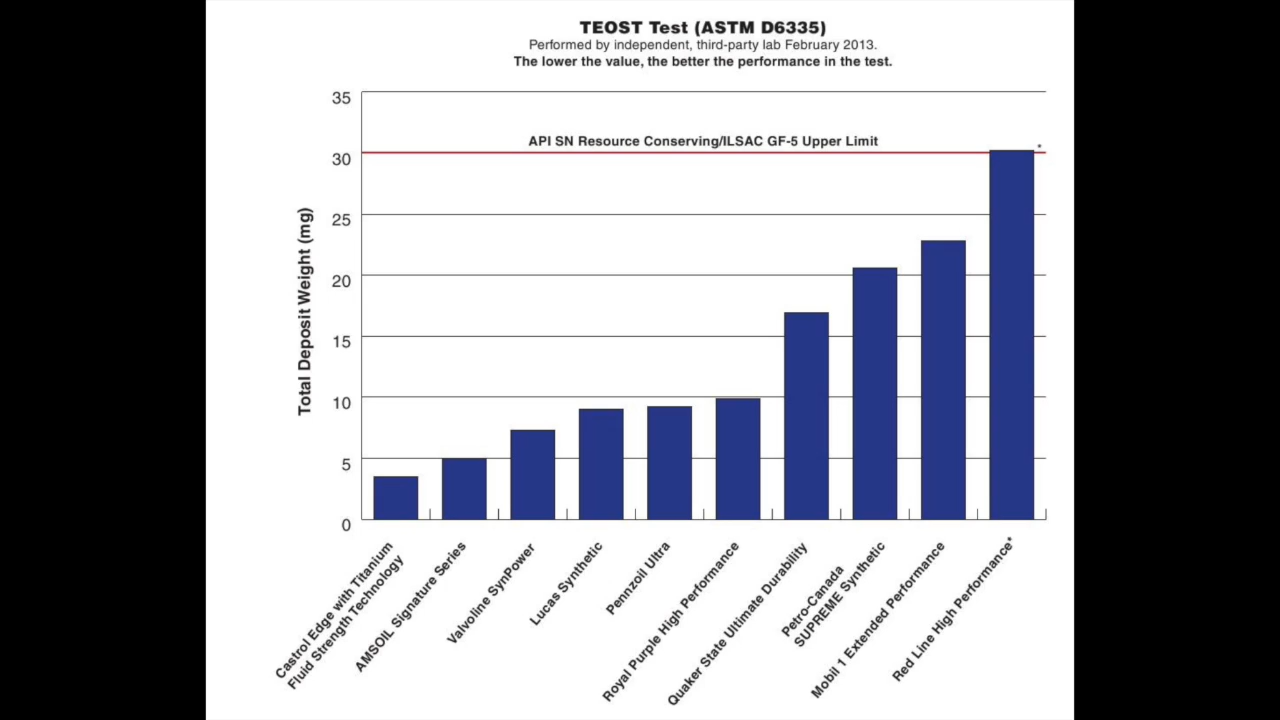 TEOST Test (ASTM D6335)
Performed by independent, third-party lab February 2013.
The lower the value, the better the performance in the test.
35
API SN Resource Conserving/ILSAC GF-5 Upper Limit
*
30
25
20
15
10
5
0
Total Deposit Weight (mg)
Castrol Edge with Titanium
Fluid Strength Technology
AMSOIL Signature Series
Valvoline SynPower
Lucas Synthetic
Pennzoil Ultra
Royal Purple High Performance
Quaker State Ultimate Durability
Petro-Canada
SUPREME Synthetic
Mobil 1 Extended Performance
Red Line High Performance*